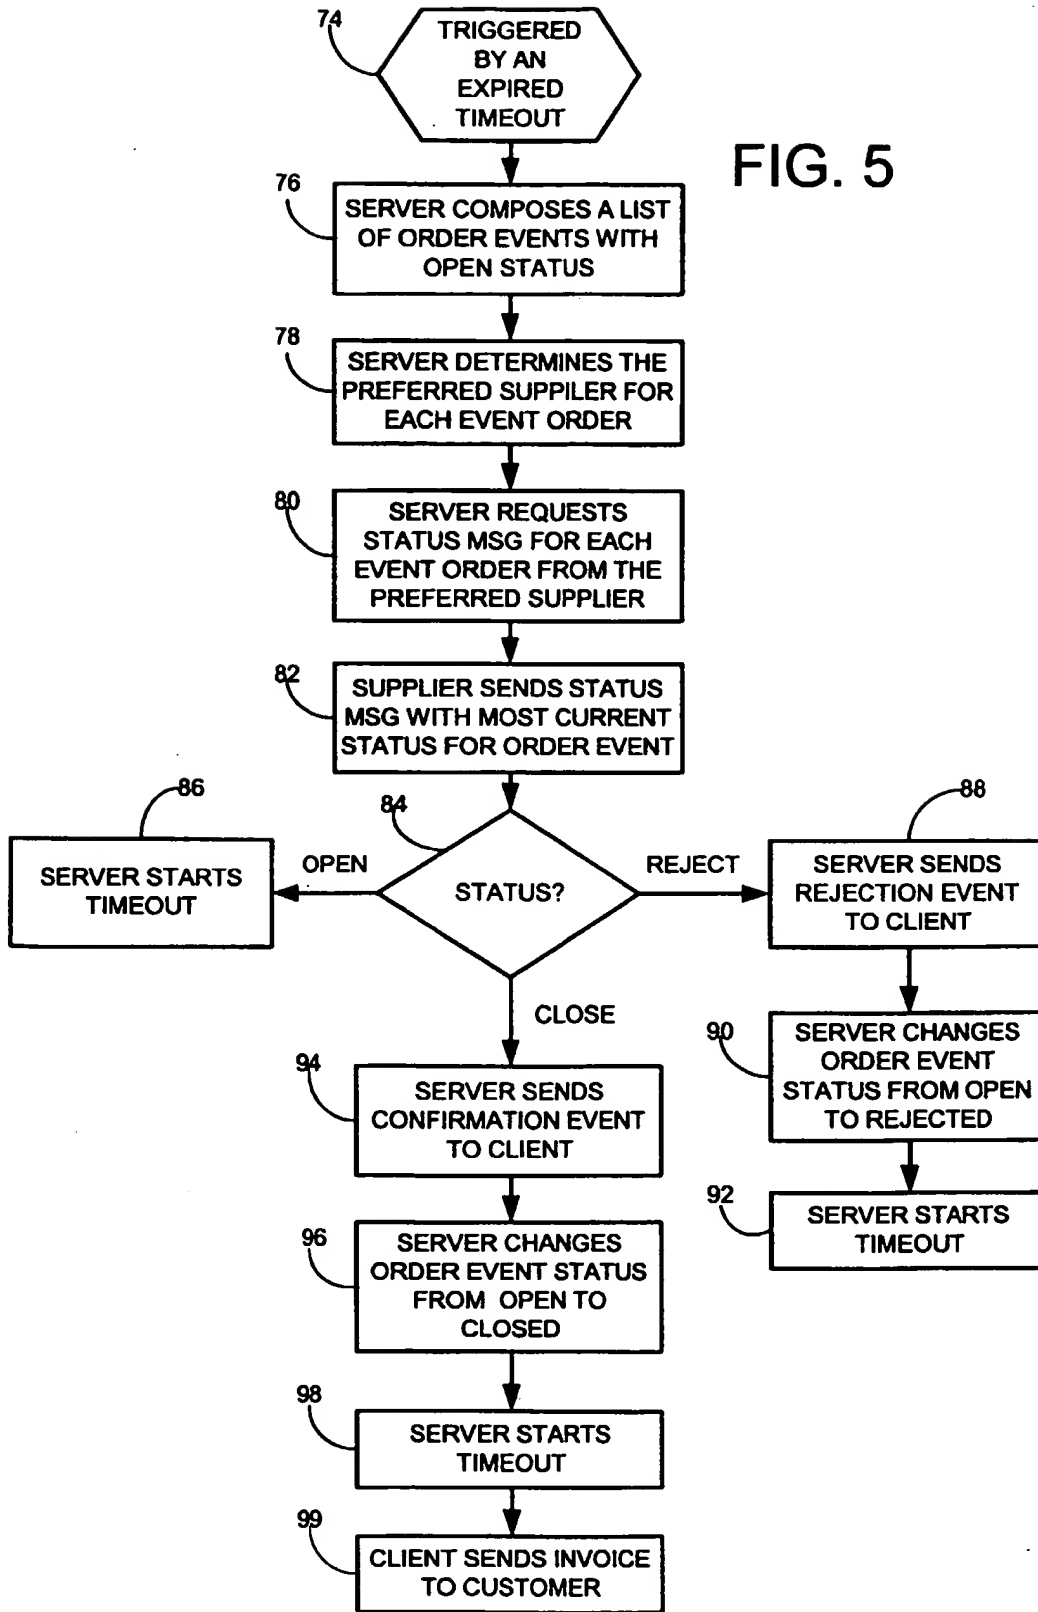 74
TRIGGERED
BY AN
EXPIRED
TIMEOUT
FIG. 5
76
SERVER COMPOSES A LIST
OF ORDER EVENTS WITH
OPEN STATUS
78
SERVER DETERMINES THE
PREFERRED SUPPILER FOR
EACH EVENT ORDER
80
SERVER REQUESTS
STATUS MSG FOR EACH
EVENT ORDER FROM THE
PREFERRED SUPPLIER
82
SUPPLIER SENDS STATUS
MSG WITH MOST CURRENT
STATUS FOR ORDER EVENT
84
STATUS?
OPEN
86
SERVER STARTS
TIMEOUT
REJECT
88
SERVER SENDS
REJECTION EVENT
TO CLIENT
90
SERVER CHANGES
ORDER EVENT
STATUS FROM OPEN
TO REJECTED
92
SERVER STARTS
TIMEOUT
CLOSE
94
SERVER SENDS
CONFIRMATION EVENT
TO CLIENT
96
SERVER CHANGES
ORDER EVENT STATUS
FROM OPEN TO
CLOSED
98
SERVER STARTS
TIMEOUT
99
CLIENT SENDS INVOICE
TO CUSTOMER